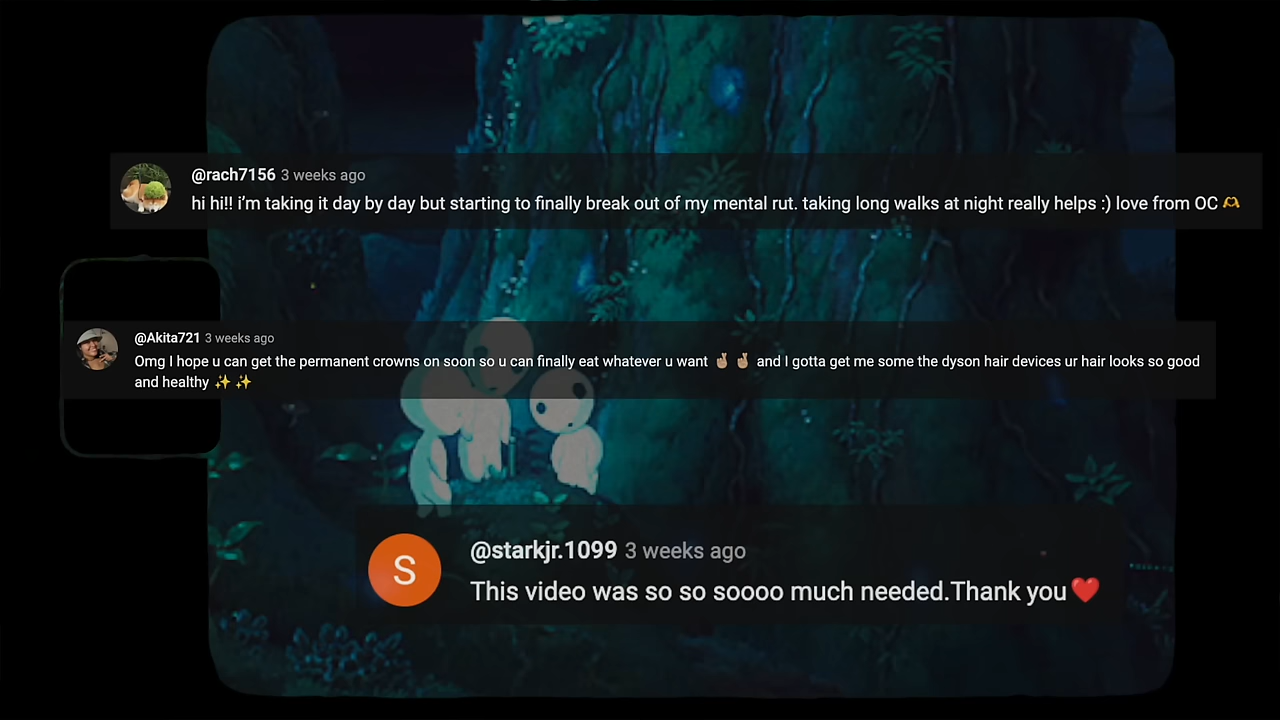 @rach7156 3 weeks ago
hi hi!! i'm taking it day by day but starting to finally break out of my mental rut. taking long walks at night really helps :) love from OC 🫶
@Akita721 3 weeks ago
Omg I hope u can get the permanent crowns on soon so u can finally eat whatever u want 🤞🏽 🤞🏽 and I gotta get me some the dyson hair devices ur hair looks so good
and healthy ✨ ✨
S
@starkjr.1099 3 weeks ago
This video was so so soooo much needed.Thank you❤️